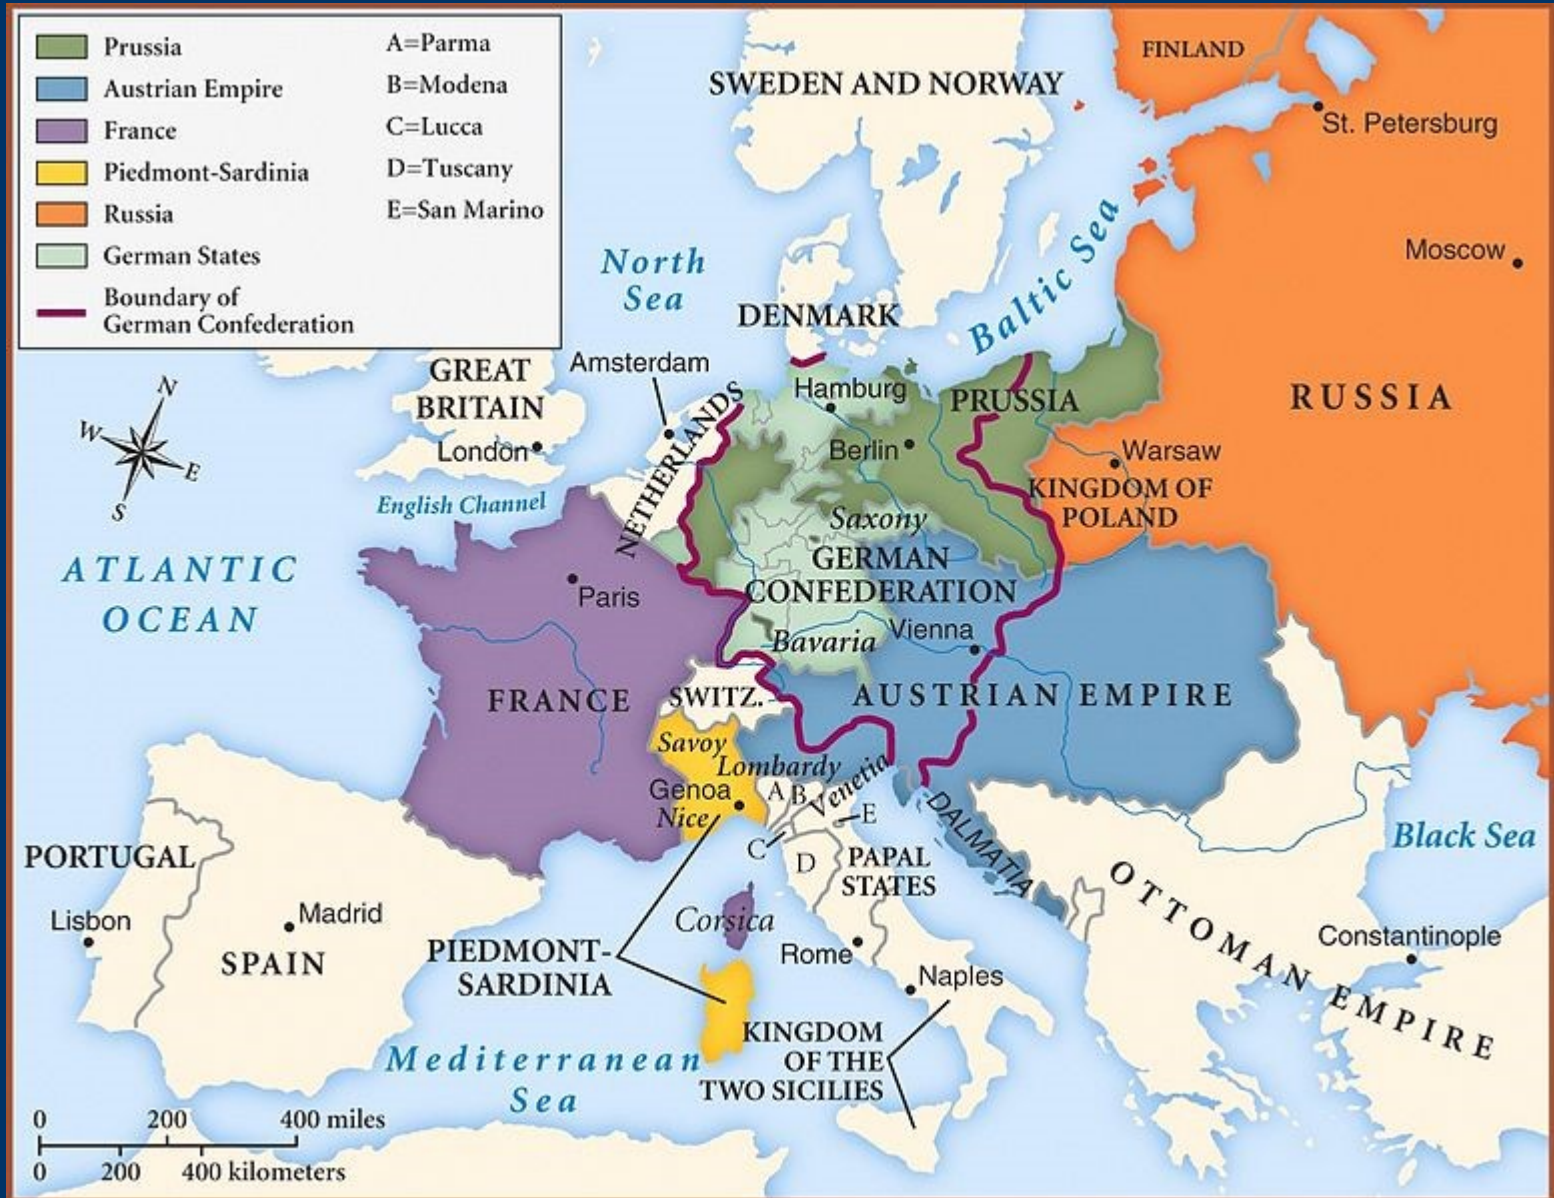 Prussia
Austrian Empire
France
Piedmont-Sardinia
Russia
German States
Boundary of
German Confederation
A=Parma
B=Modena
C=Lucca
D=Tuscany
E=San Marino
SWEDEN AND NORWAY
FINLAND
St. Petersburg
Moscow
North
Sea
Baltic Sea
DENMARK
GREAT
BRITAIN
London
Amsterdam
NETHERLANDS
Hamburg
PRUSSIA
Berlin
RUSSIA
Warsaw
KINGDOM OF
POLAND
N
W
E
S
English Channel
Saxony
GERMAN
CONFEDERATION
ATLANTIC
OCEAN
Paris
Bavaria
Vienna
FRANCE
SWITZ.
AUSTRIAN EMPIRE
Savoy
Lombardy
Venetia
Genoa
Nice
A
B
E
C
D
DALMATIA
PAPAL
STATES
Black Sea
PORTUGAL
Lisbon
Madrid
SPAIN
Corsica
PIEDMONT-
SARDINIA
Rome
Naples
OTTOMAN EMPIRE
Constantinople
KINGDOM
OF THE
TWO SICILIES
Mediterranean
Sea
0 200 400 miles
0 200 400 kilometers